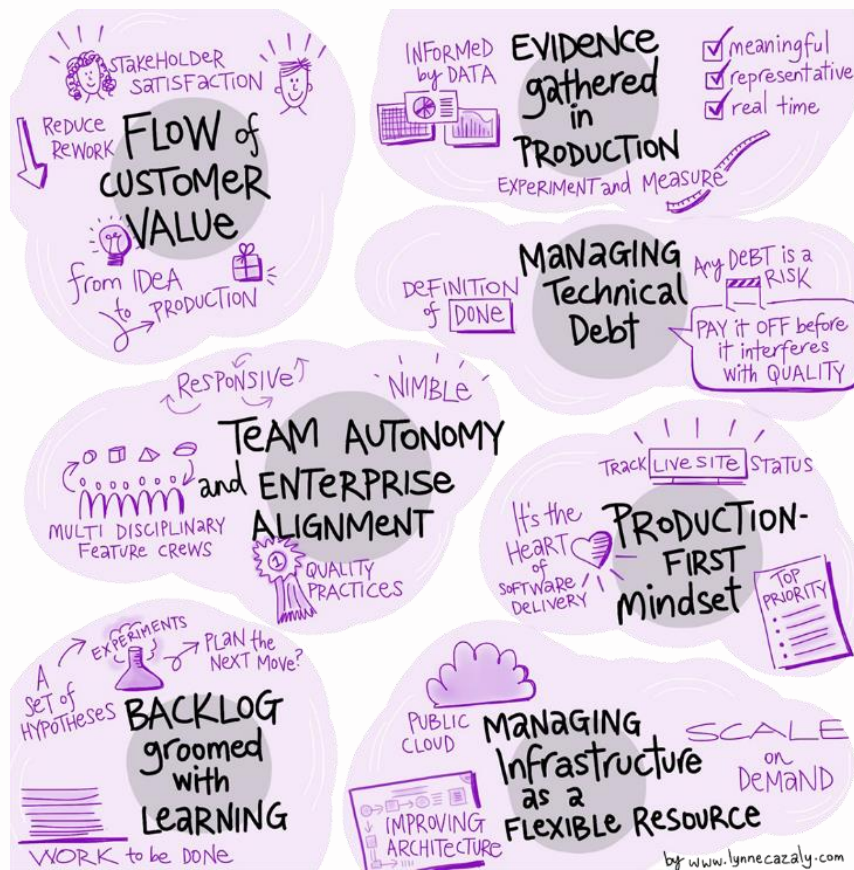 STAKEHOLDER
SATISFACTION
REDUCE
REWORK
FLOW of
CUSTOMER
VALUE
from IDEA
to
PRODUCTION
INFORMED
by DATA
EVIDENCE
gathered
in
PRODUCTION
meaningful
representative
real time
EXPERIMENT and MEASURE
MANAGING
Technical
Debt
DEFINITION
of DONE
Any DEBT is a
RISK
PAY it OFF before
it interferes
with QUALITY
RESPONSIVE
NIMBLE
TEAM AUTONOMY
and ENTERPRISE
ALIGNMENT
MULTI DISCIPLINARY
Feature CREWS
1
QUALITY
PRACTICES
TRACK LIVE SITE STATUS
It's the
HEART
of
SOFTWARE
DELIVERY
PRODUCTION-
FIRST
Mindset
TOP
PRIORITY
A
SET of
HYPOTHESES
EXPERIMENTS
PLAN the
NEXT MOVE?
BACKLOG
groomed
with
LEARNING
WORK to be DONE
PUBLIC
CLOUD
MANAGING
Infrastructure
as a
FLEXIBLE RESOURCE
SCALE
on
DEMAND
IMPROVING
ARCHITECTURE
by www.lynnecazaly.com